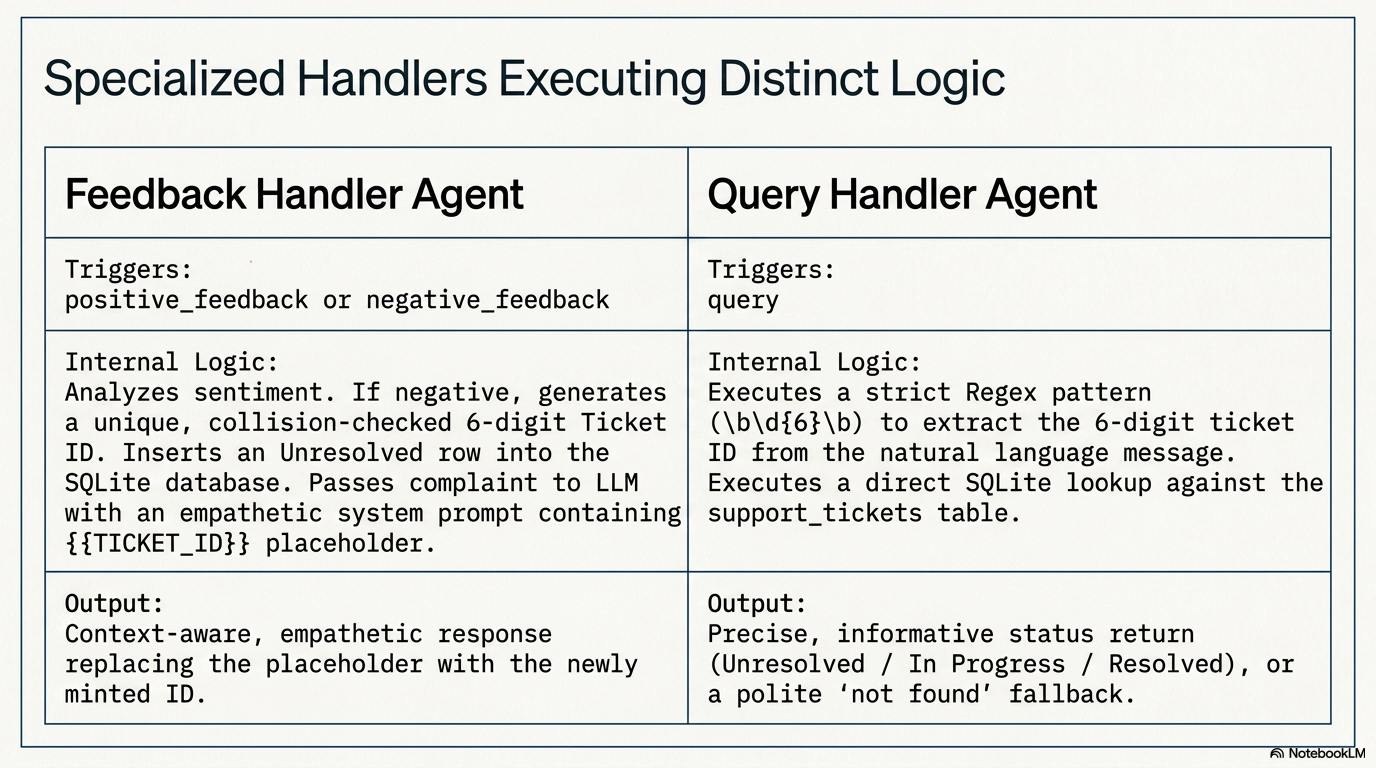 Specialized Handlers Executing Distinct Logic
Feedback Handler Agent
Query Handler Agent
Triggers:
positive_feedback or negative_feedback
Triggers:
query
Internal Logic:
Analyzes sentiment. If negative, generates
a unique, collision-checked 6-digit Ticket
ID. Inserts an Unresolved row into the
SQLite database. Passes complaint to LLM
with an empathetic system prompt containing
{{TICKET_ID}} placeholder.
Internal Logic:
Executes a strict Regex pattern
(\b\d{6}\b) to extract the 6-digit ticket
ID from the natural language message.
Executes a direct SQLite lookup against the
support_tickets table.
Output:
Context-aware, empathetic response
replacing the placeholder with the newly
minted ID.
Output:
Precise, informative status return
(Unresolved / In Progress / Resolved), or
a polite ‘not found’ fallback.
NotebookLM